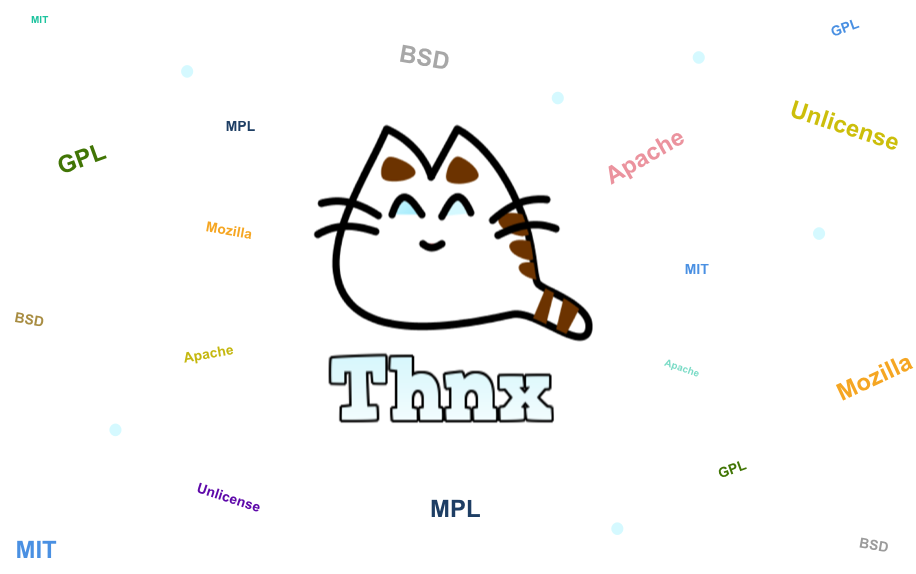 MIT
GPL
BSD
Unlicense
MPL
Apache
GPL
Mozilla
MIT
BSD
Apache
Apache
Mozilla
Thnx
GPL
Unlicense
MPL
MIT
BSD